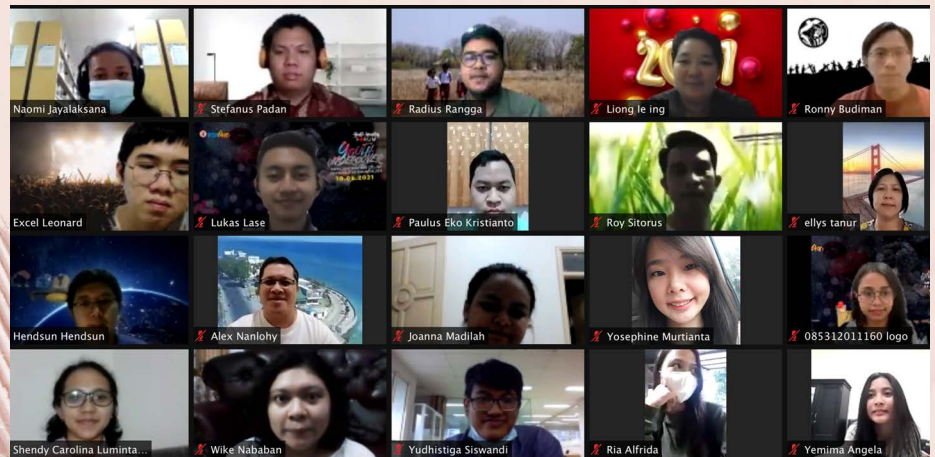 Naomi Jayalaksana
Stefanus Padan
Radius Rangga
2021
Liong Ie ing
Ronny Budiman
Excel Leonard
Lukas Lase
Paulus Eko Kristianto
Roy Sitorus
ellys tanur
Hendsun Hendsun
Alex Nanlohy
Joanna Madilah
Yosephine Murtianta
085312011160 logo
Shendy Carolina Luminta...
Wike Nababan
Yudhistiga Siswandi
Ria Alfrida
Yemima Angela